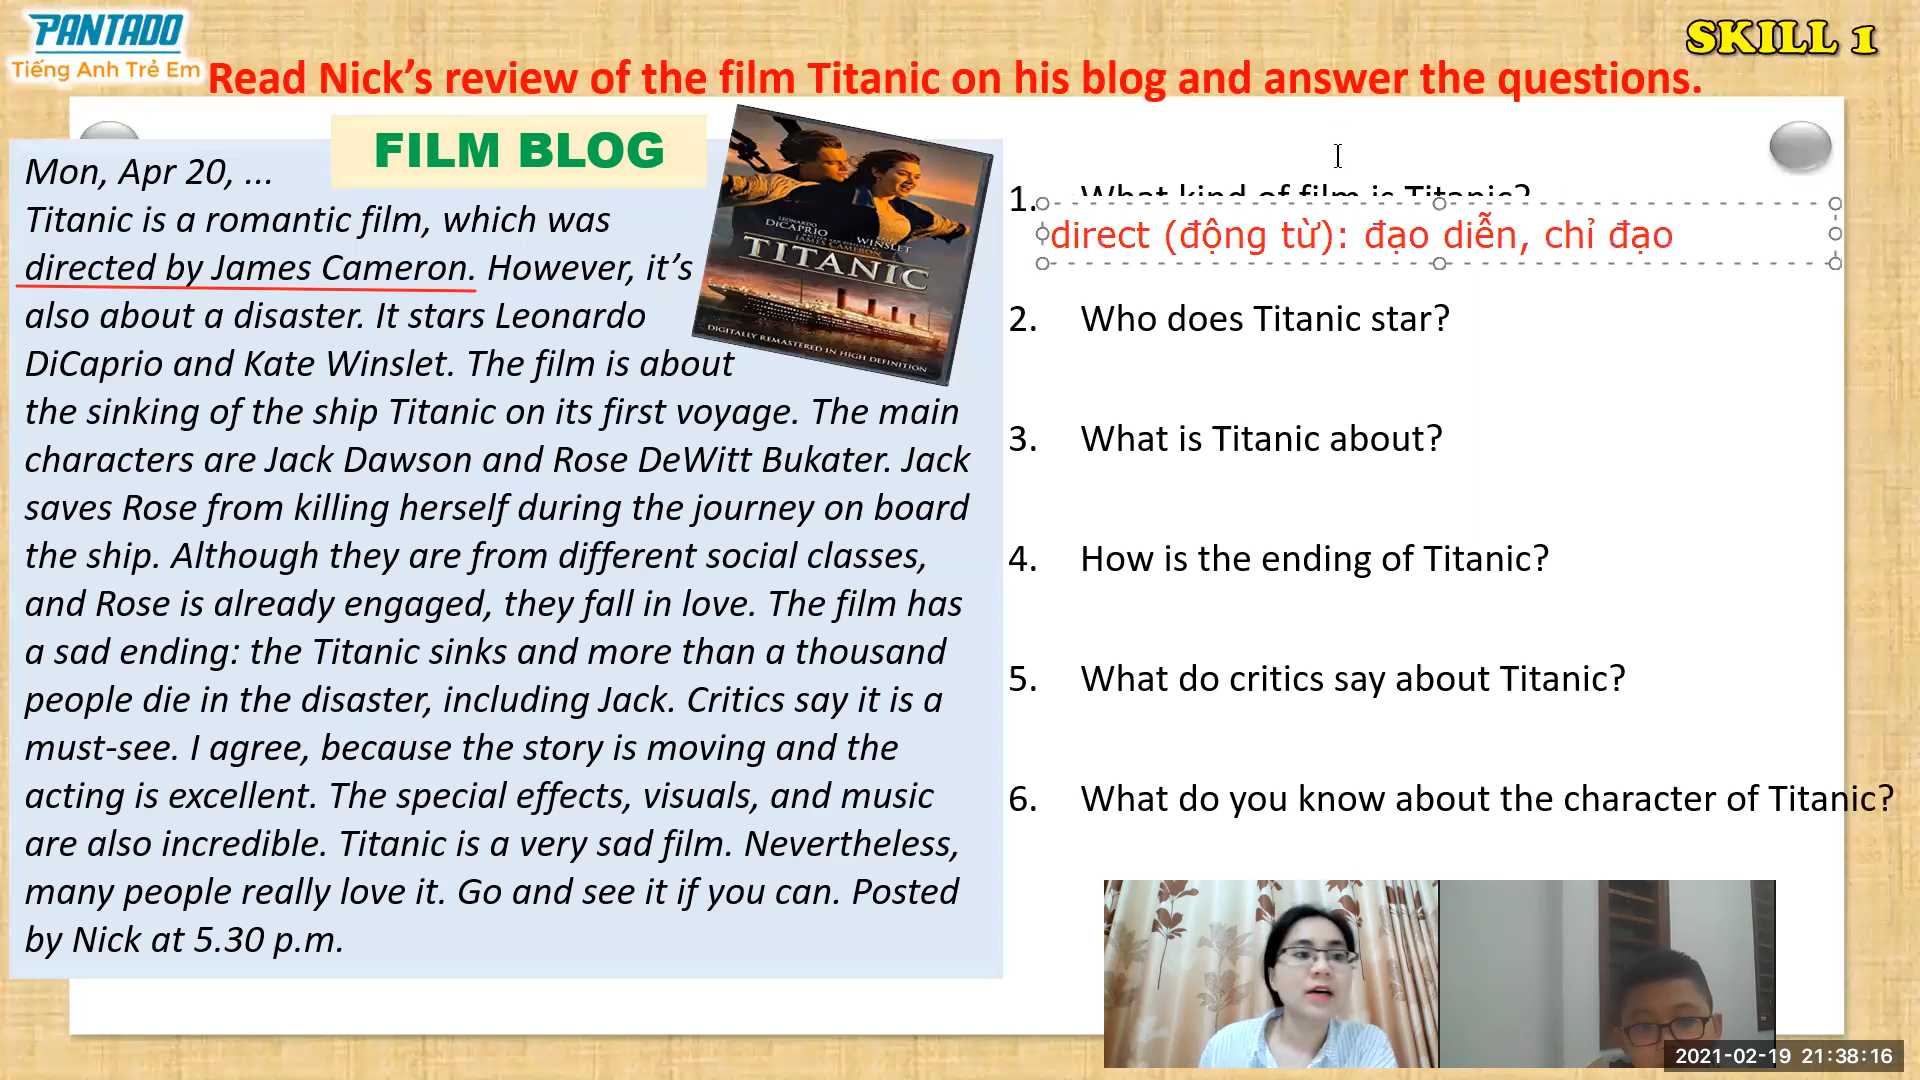 PANTADO
Tiếng Anh Trẻ Em
SKILL 1
Read Nick's review of the film Titanic on his blog and answer the questions.
FILM BLOG
Mon, Apr 20, ...
Titanic is a romantic film, which was
directed by James Cameron. However, it's
also about a disaster. It stars Leonardo
DiCaprio and Kate Winslet. The film is about
the sinking of the ship Titanic on its first voyage. The main
characters are Jack Dawson and Rose DeWitt Bukater. Jack
saves Rose from killing herself during the journey on board
the ship. Although they are from different social classes,
and Rose is already engaged, they fall in love. The film has
a sad ending: the Titanic sinks and more than a thousand
people die in the disaster, including Jack. Critics say it is a
must-see. I agree, because the story is moving and the
acting is excellent. The special effects, visuals, and music
are also incredible. Titanic is a very sad film. Nevertheless,
many people really love it. Go and see it if you can. Posted
by Nick at 5.30 p.m.
LEONARDO
DICAPRIO
WINSLET
JAMES CAMERON
TITANIC
DIGITALLY REMASTERED IN HIGH DEFINITION
1. What kind of film is Titanic?
direct (động từ): đạo diễn, chỉ đạo
2. Who does Titanic star?
3. What is Titanic about?
4. How is the ending of Titanic?
5. What do critics say about Titanic?
6. What do you know about the character of Titanic?
2021-02-19 21:38:16